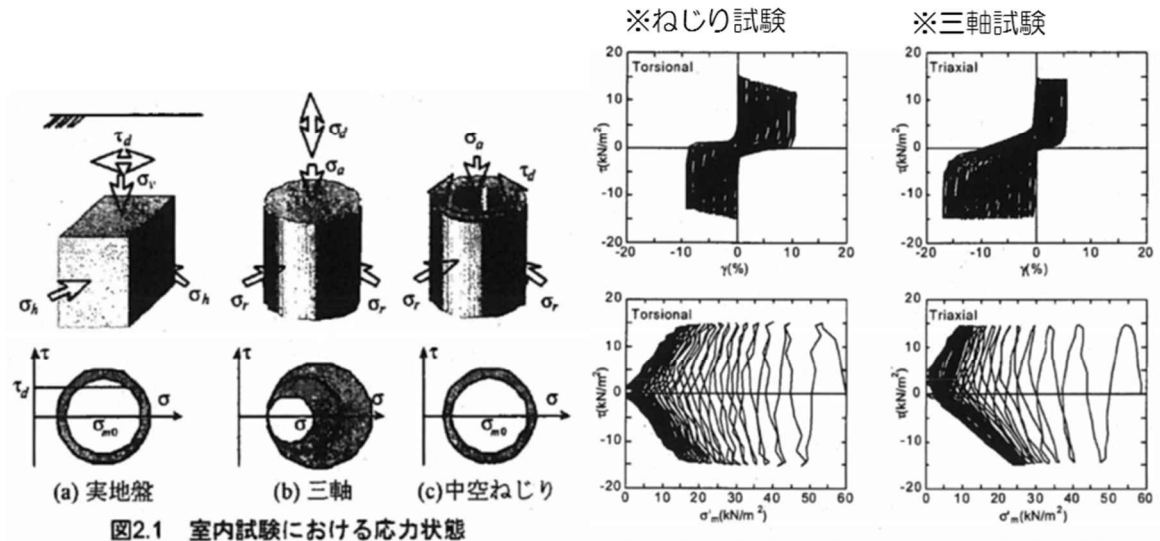 ※ねじり試験
※三軸試験
τd
σv
σh
σh
σd
σa
σr
σr
σa
τd
σr
σr
τ
τd
σm0
σ
τ
σ
σ
τ
σm0
σ
(a) 実地盤
(b) 三軸
(c)中空ねじり
図2.1 室内試験における応力状態
Torsional
τ(kN/m²)
20
10
0
-10
-20
-20
-10
0
10
20
γ(%)
Triaxial
τ(kN/m²)
20
10
0
-10
-20
-20
-10
0
10
20
γ(%)
Torsional
τ(kN/m²)
20
10
0
-10
-20
0
10
20
30
40
50
60
σ'm(kN/m²)
Triaxial
τ(kN/m²)
20
10
0
-10
-20
0
10
20
30
40
50
60
σ'm(kN/m²)